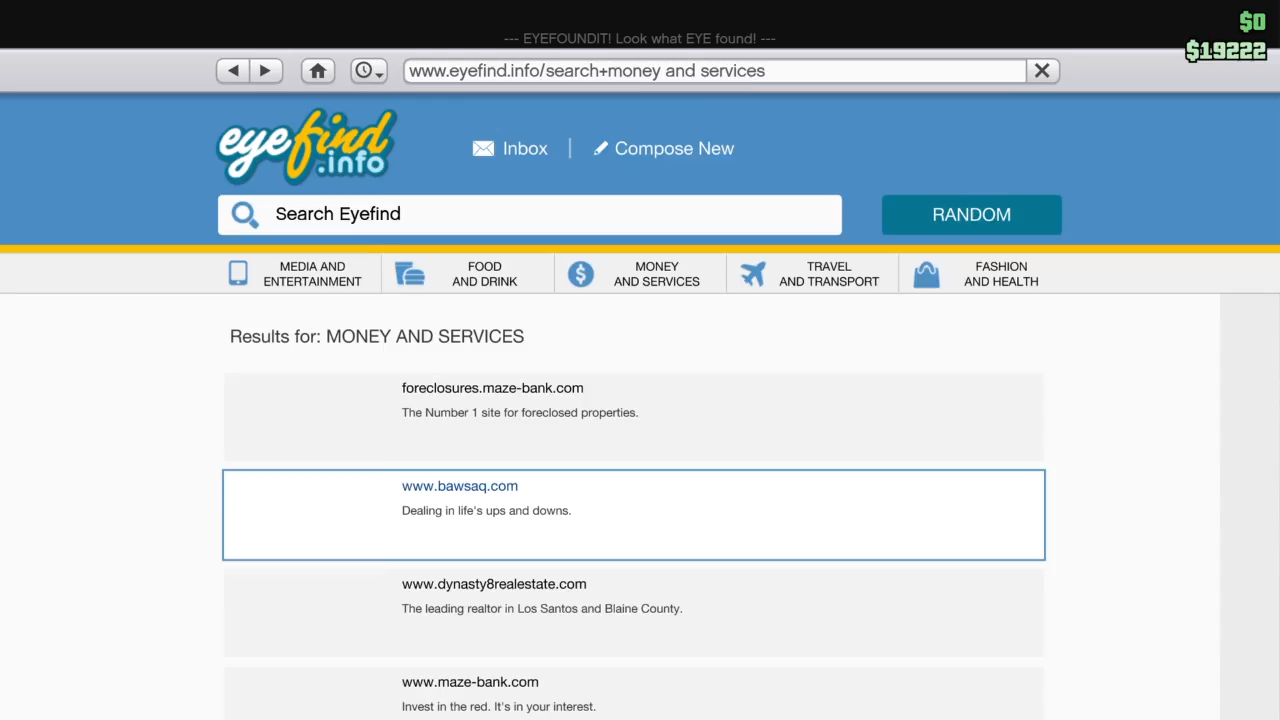 $0
--- EYEFOUNDIT! Look what EYE found! ---
$19222
www.eyefind.info/search+money and services
eyefind
.info
Inbox
Compose New
Search Eyefind
RANDOM
MEDIA AND
ENTERTAINMENT
FOOD
AND DRINK
MONEY
AND SERVICES
TRAVEL
AND TRANSPORT
FASHION
AND HEALTH
Results for: MONEY AND SERVICES
foreclosures.maze-bank.com
The Number 1 site for foreclosed properties.
www.bawsaq.com
Dealing in life's ups and downs.
www.dynasty8realestate.com
The leading realtor in Los Santos and Blaine County.
www.maze-bank.com
Invest in the red. It's in your interest.